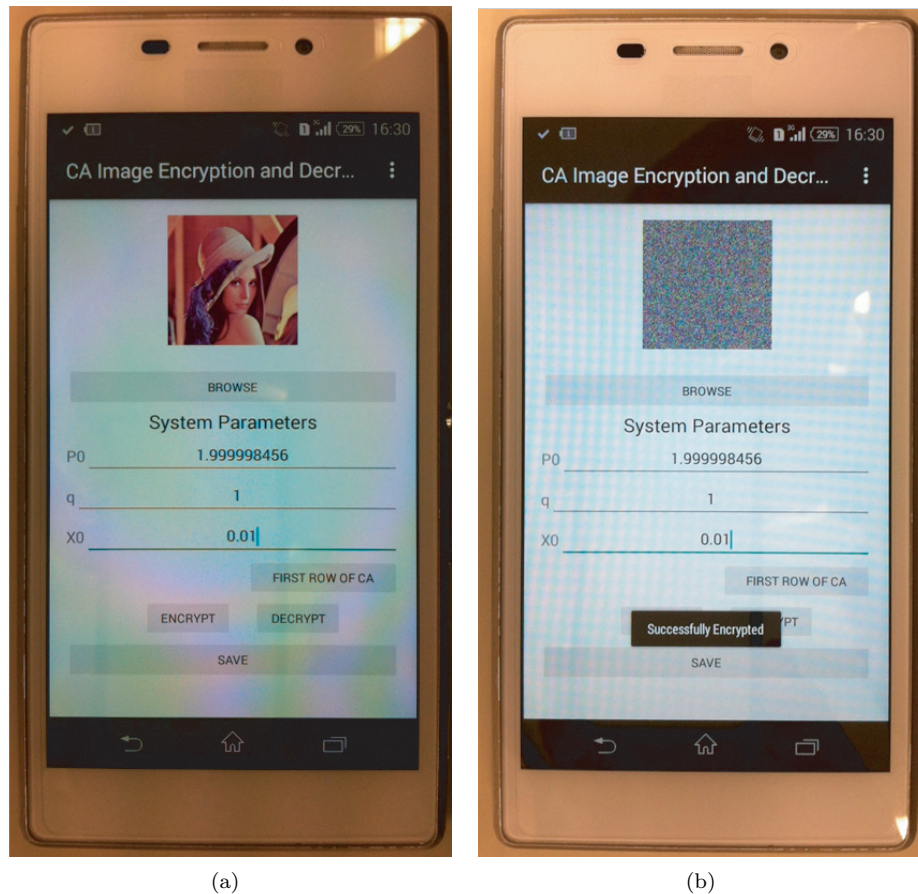 16:30
29%
CA Image Encryption and Decr...
BROWSE
System Parameters
P0 1.999998456
q 1
X0 0.01
FIRST ROW OF CA
ENCRYPT DECRYPT
SAVE
(a)
16:30
29%
CA Image Encryption and Decr...
BROWSE
System Parameters
P0 1.999998456
q 1
X0 0.01
FIRST ROW OF CA
Successfully Encrypted
SAVE
(b)